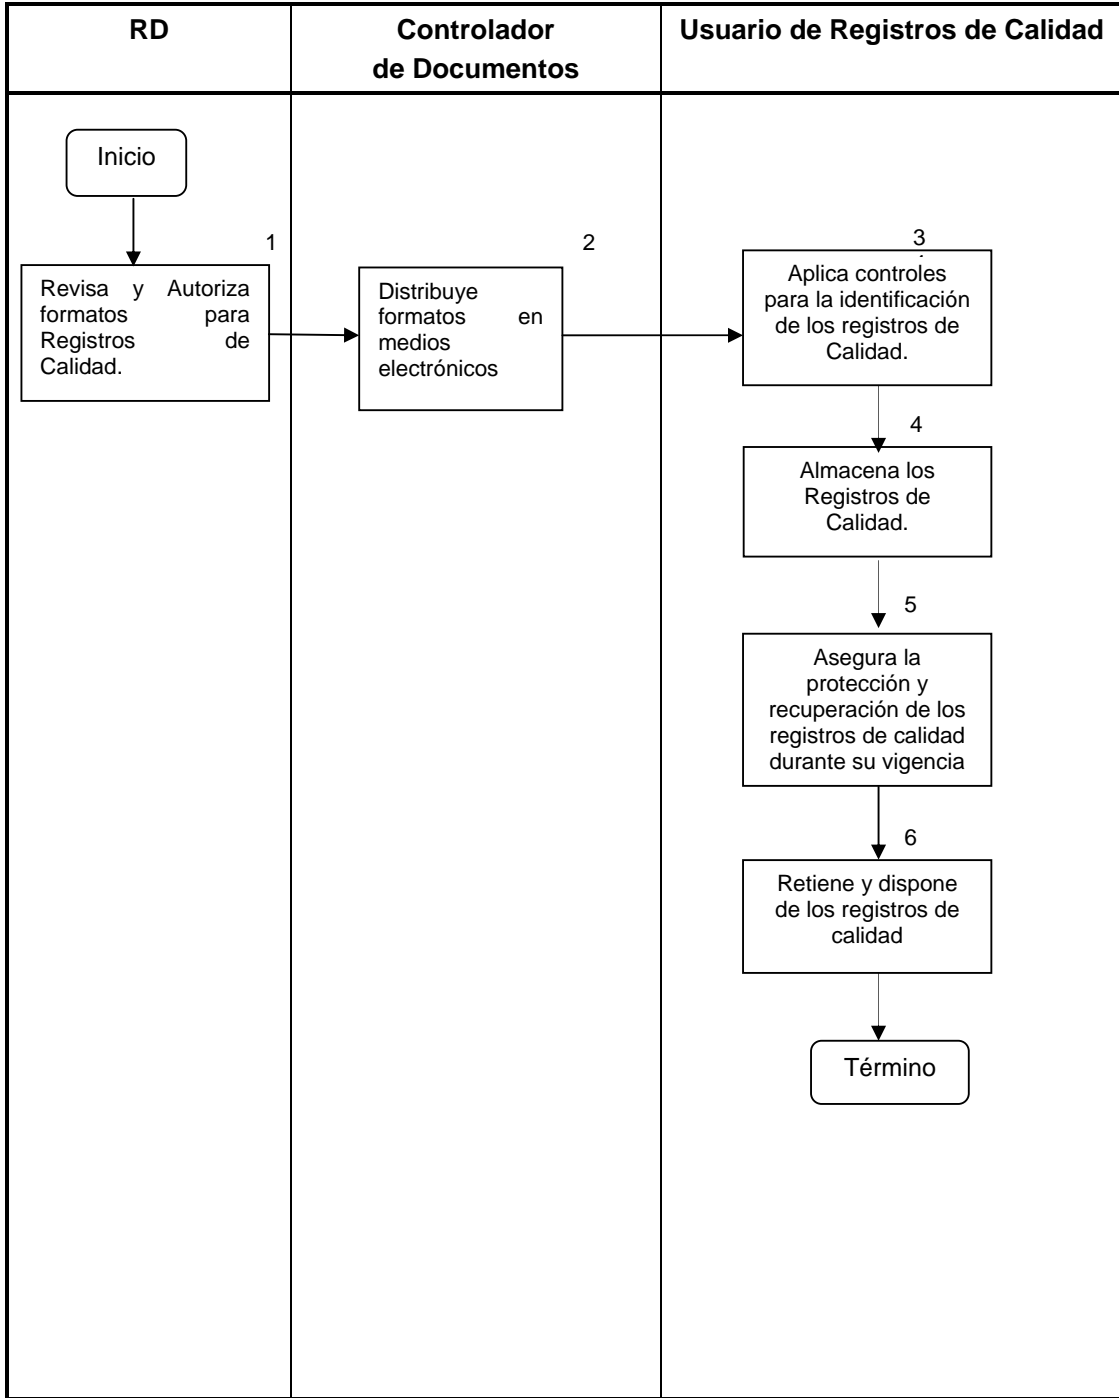 RD
Controlador
de Documentos
Usuario de Registros de Calidad
Inicio
1
Revisa y Autoriza
formatos para
Registros de
Calidad.
2
Distribuye
formatos en
medios
electrónicos
3
Aplica controles
para la identificación
de los registros de
Calidad.
4
Almacena los
Registros de
Calidad.
5
Asegura la
protección y
recuperación de los
registros de calidad
durante su vigencia
6
Retiene y dispone
de los registros de
calidad
Término